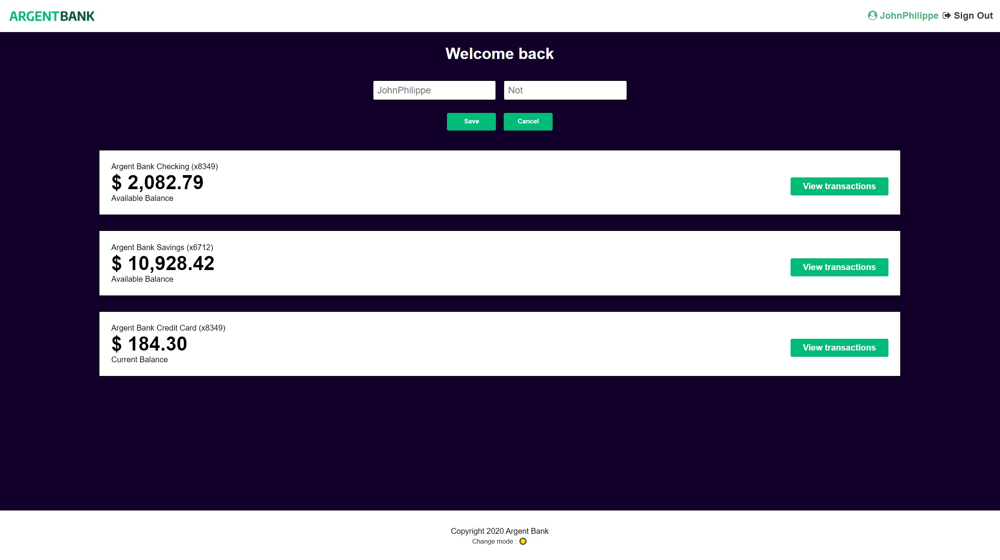 ARGENTBANK
JohnPhilippe Sign Out
Welcome back
JohnPhilippe Not
Save Cancel
Argent Bank Checking (x8349)
$ 2,082.79
Available Balance
View transactions
Argent Bank Savings (x6712)
$ 10,928.42
Available Balance
View transactions
Argent Bank Credit Card (x8349)
$ 184.30
Current Balance
View transactions
Copyright 2020 Argent Bank
Change mode :